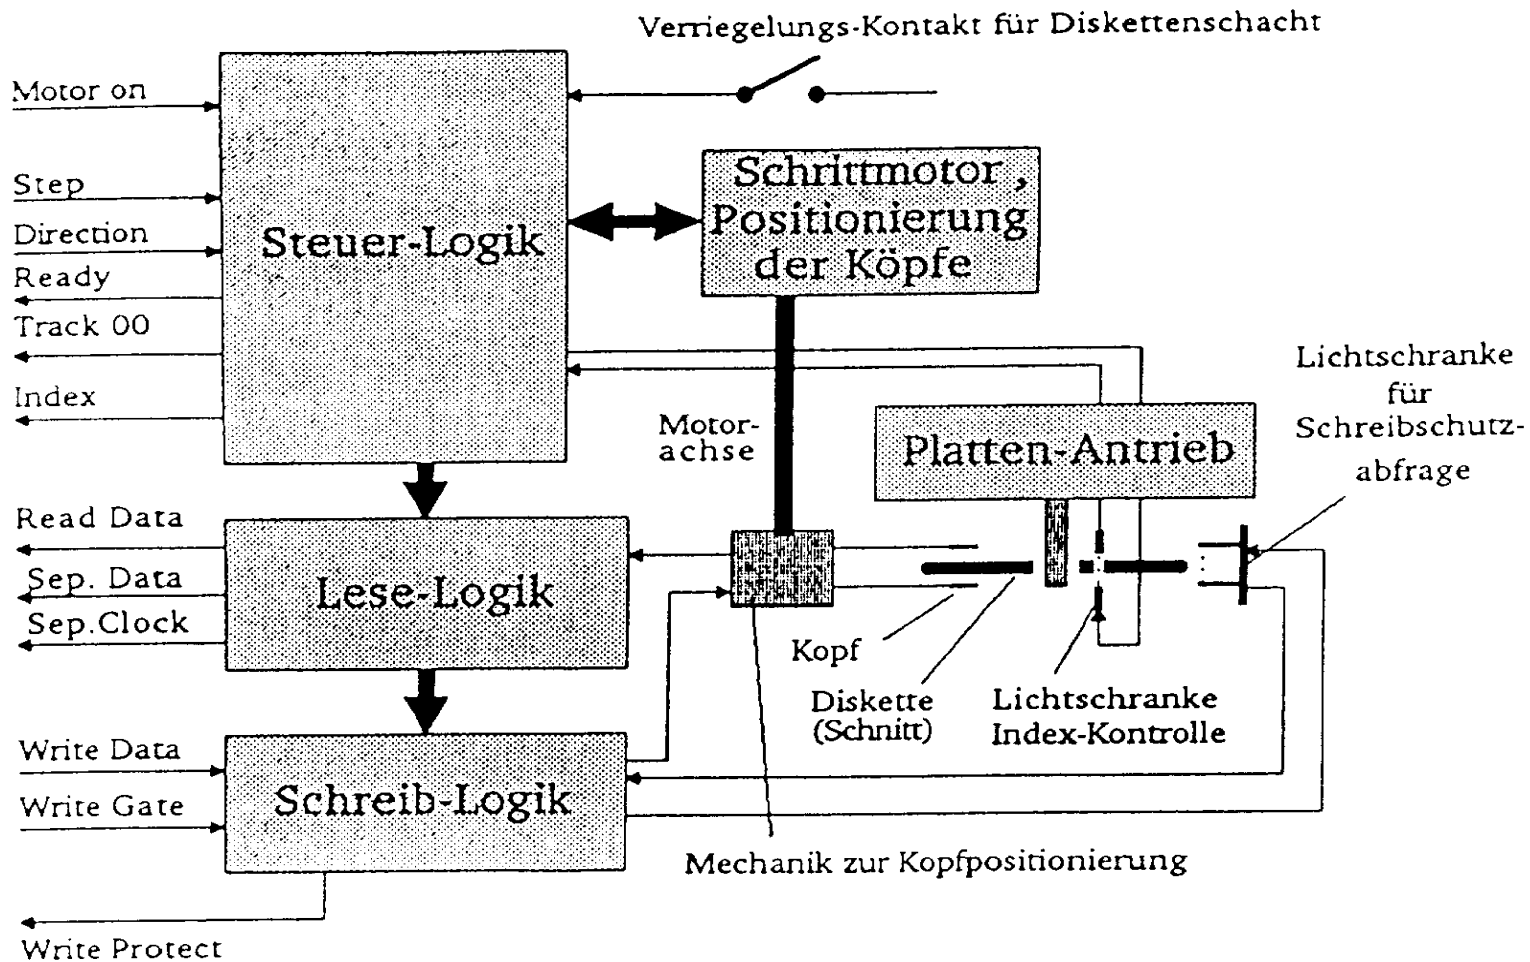 Verriegelungs-Kontakt für Diskettenschacht
Motor on
Step
Direction
Ready
Track 00
Index
Steuer-Logik
Schrittmotor ,
Positionierung
der Köpfe
Motor-
achse
Platten-Antrieb
Lichtschranke
für
Schreibschutz-
abfrage
Read Data
Sep. Data
Sep.Clock
Lese-Logik
Kopf
Diskette
(Schnitt)
Lichtschranke
Index-Kontrolle
Write Data
Write Gate
Schreib-Logik
Mechanik zur Kopfpositionierung
Write Protect